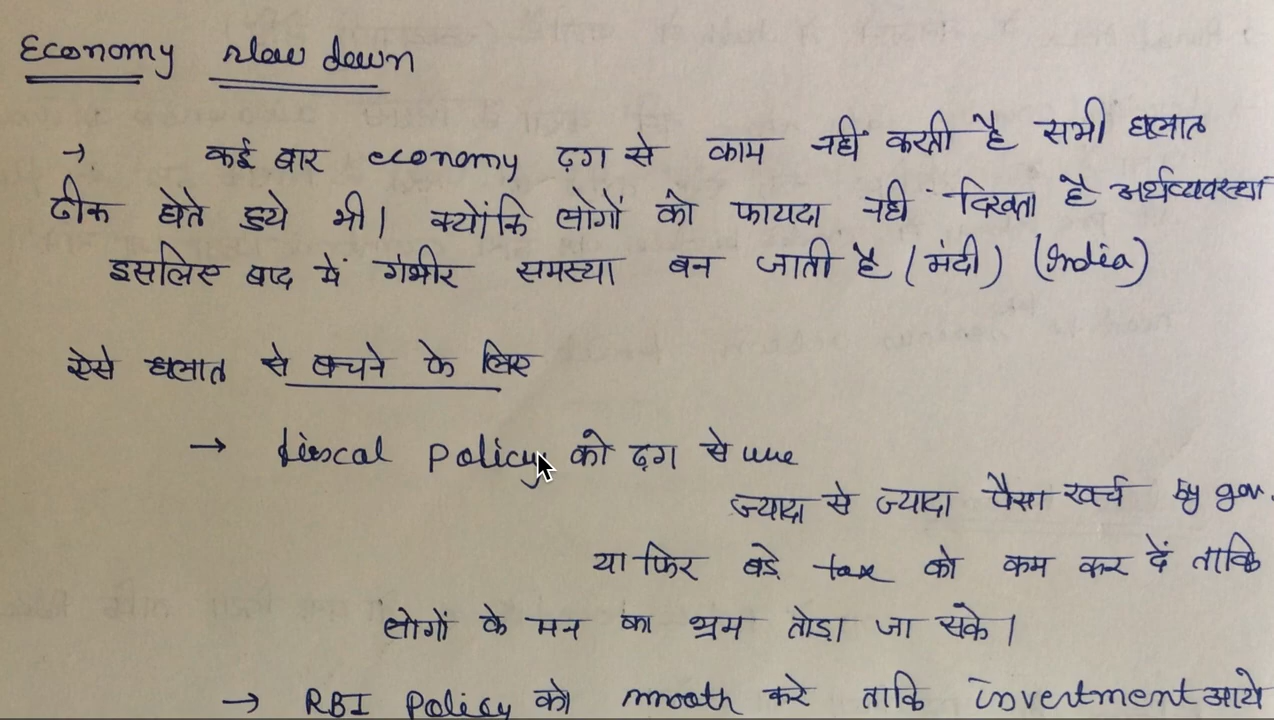 Economy slow down
→ कई बार economy ढ़ग से काम नहीं करती है सभी हालात
ठीक होते हुये भी। क्योंकि लोगों को फायदा नही दिखता है अर्थव्यवस्था
इसलिए बाद में गंभीर समस्या बन जाती है (मंदी) (India)
ऐसे हालात से बचने के लिए
→ fiscal policy को ढ़ग से use
ज्यादा से ज्यादा पैसा खर्च by gov.
या फिर बडे tax को कम कर दें ताकि
लोगों के मन का भ्रम तोडा जा सके।
→ RBI Policy को smooth करे ताकि investment आये